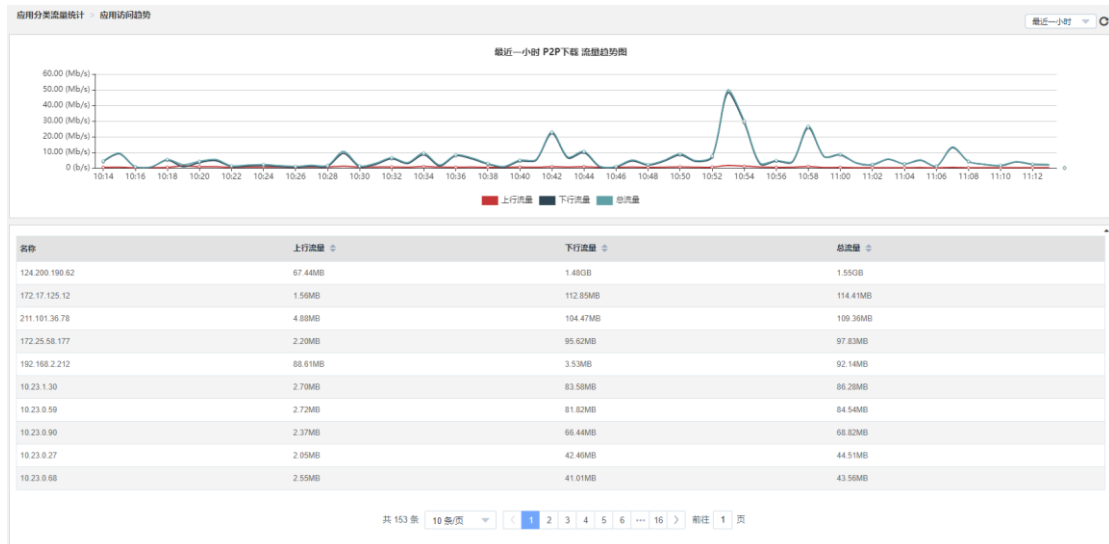 应用分类流量统计 > 应用访问趋势
最近一小时
最近一小时 P2P下载 流量趋势图
60.00 (Mb/s)
50.00 (Mb/s)
40.00 (Mb/s)
30.00 (Mb/s)
20.00 (Mb/s)
10.00 (Mb/s)
0 (b/s)
10:14 10:16 10:18 10:20 10:22 10:24 10:26 10:28 10:30 10:32 10:34 10:36 10:38 10:40 10:42 10:44 10:46 10:48 10:50 10:52 10:54 10:56 10:58 11:00 11:02 11:04 11:06 11:08 11:10 11:12 0
上行流量 下行流量 总流量
名称 上行流量 下行流量 总流量
124.200.190.62 67.44MB 1.48GB 1.55GB
172.17.125.12 1.56MB 112.85MB 114.41MB
211.101.36.78 4.88MB 104.47MB 109.36MB
172.25.58.177 2.20MB 95.62MB 97.83MB
192.168.2.212 88.61MB 3.53MB 92.14MB
10.23.1.30 2.70MB 83.58MB 86.28MB
10.23.0.59 2.72MB 81.82MB 84.54MB
10.23.0.90 2.37MB 66.44MB 68.82MB
10.23.0.27 2.05MB 42.46MB 44.51MB
10.23.0.68 2.55MB 41.01MB 43.56MB
共 153 条 10 条/页 < 1 2 3 4 5 6 ··· 16 > 前往 1 页